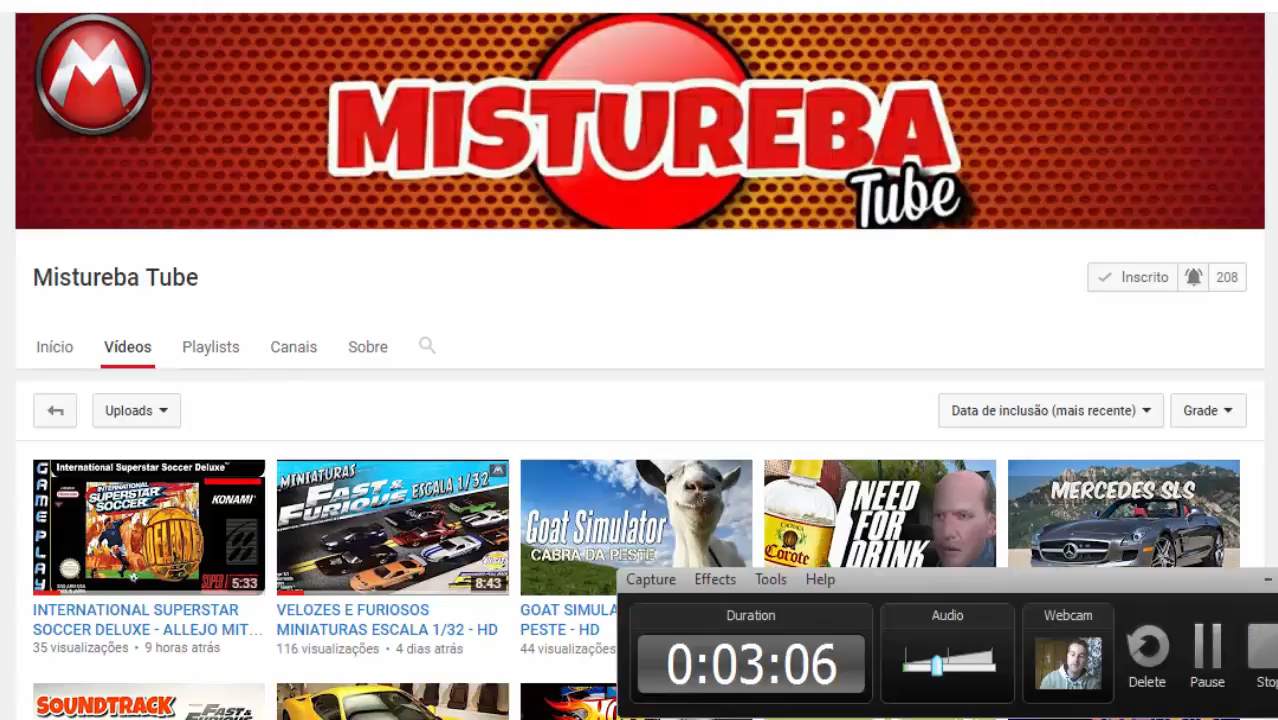 M
MISTUREBA
Tube
Mistureba Tube
Inscrito
208
Início
Vídeos
Playlists
Canais
Sobre
Uploads
Data de inclusão (mais recente)
Grade
GAMEPLAY
International Superstar Soccer Deluxe
INTERNATIONAL
SUPERSTAR
SOCCER
DELUXE
KONAMI
5:33
MINIATURAS
FAST &
FURIOUS
ESCALA 1/32
8:43
Goat Simulator
CABRA DA PESTE
Corote
NEED
FOR
DRINK
MERCEDES SLS
INTERNATIONAL SUPERSTAR
SOCCER DELUXE - ALLEJO MIT...
35 visualizações • 9 horas atrás
VELOZES E FURIOSOS
MINIATURAS ESCALA 1/32 - HD
116 visualizações • 4 dias atrás
GOAT SIMULA
PESTE - HD
44 visualizações
Capture
Effects
Tools
Help
Duration
0:03:06
Audio
Webcam
Delete
Pause
Stop
SOUNDTRACK
FAST &